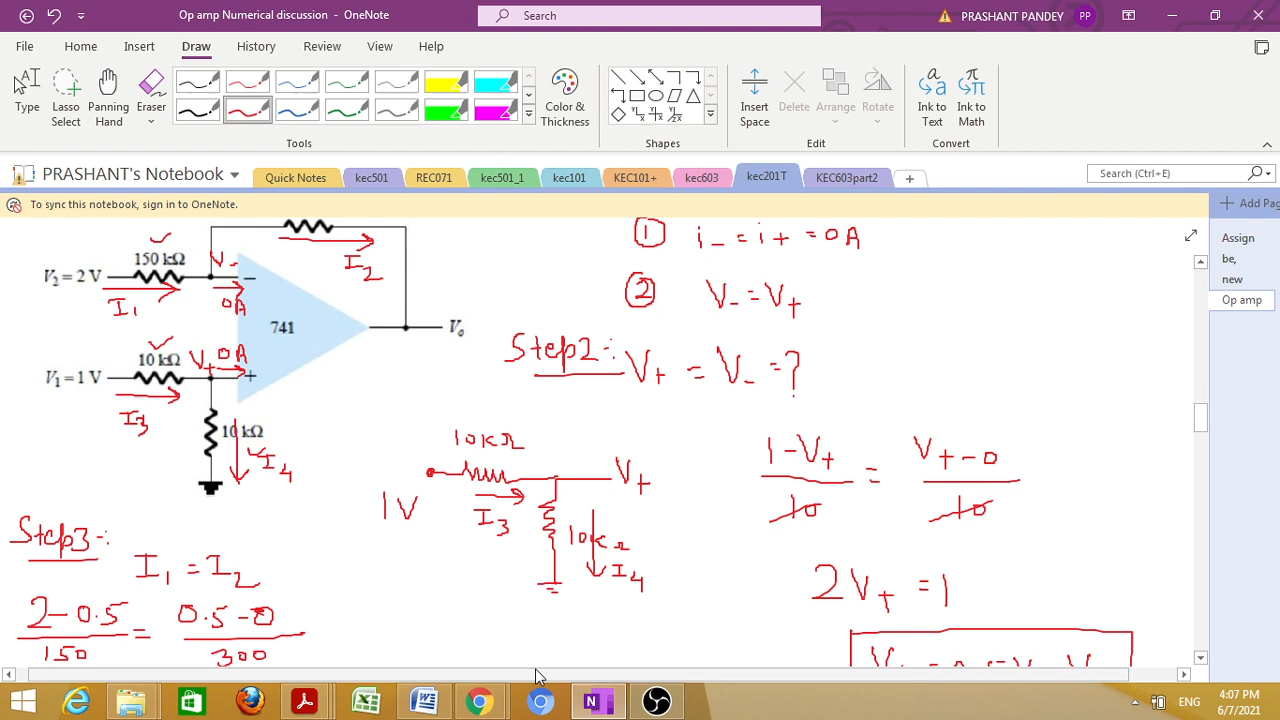 Op amp Numerical discussion - OneNote
Search
PRASHANT PANDEY
PP
File Home Insert Draw History Review View Help
Type
Lasso Select
Panning Hand
Eraser
Color & Thickness
Insert Space
Delete
Arrange
Rotate
Ink to Text
Ink to Math
Tools
Shapes
Edit
Convert
PRASHANT's Notebook
Quick Notes kec501 REC071 kec501_1 kec101 KEC101+ kec603 kec201T KEC603part2
Search (Ctrl+E)
To sync this notebook, sign in to OneNote.
Add Pag
Adsign
be,
new
Op amp
150 kΩ
V₂ = 2 V
I₁
V-
0A
I₂
741
Vₒ
10 kΩ
V₁ = 1 V
V+
0A
I3
10 kΩ
I4
① i- = i+ = 0A
② V- = V+
Step2:-
V+ = V- = ?
10kΩ
1V
V+
I3
10kΩ
I4
1-V+ / 10 = V+-0 / 10
2V+ = 1
Step3:-
I₁ = I₂
2-0.5 / 150 = 0.5-0 / 300
ENG
4:07 PM
6/7/2021